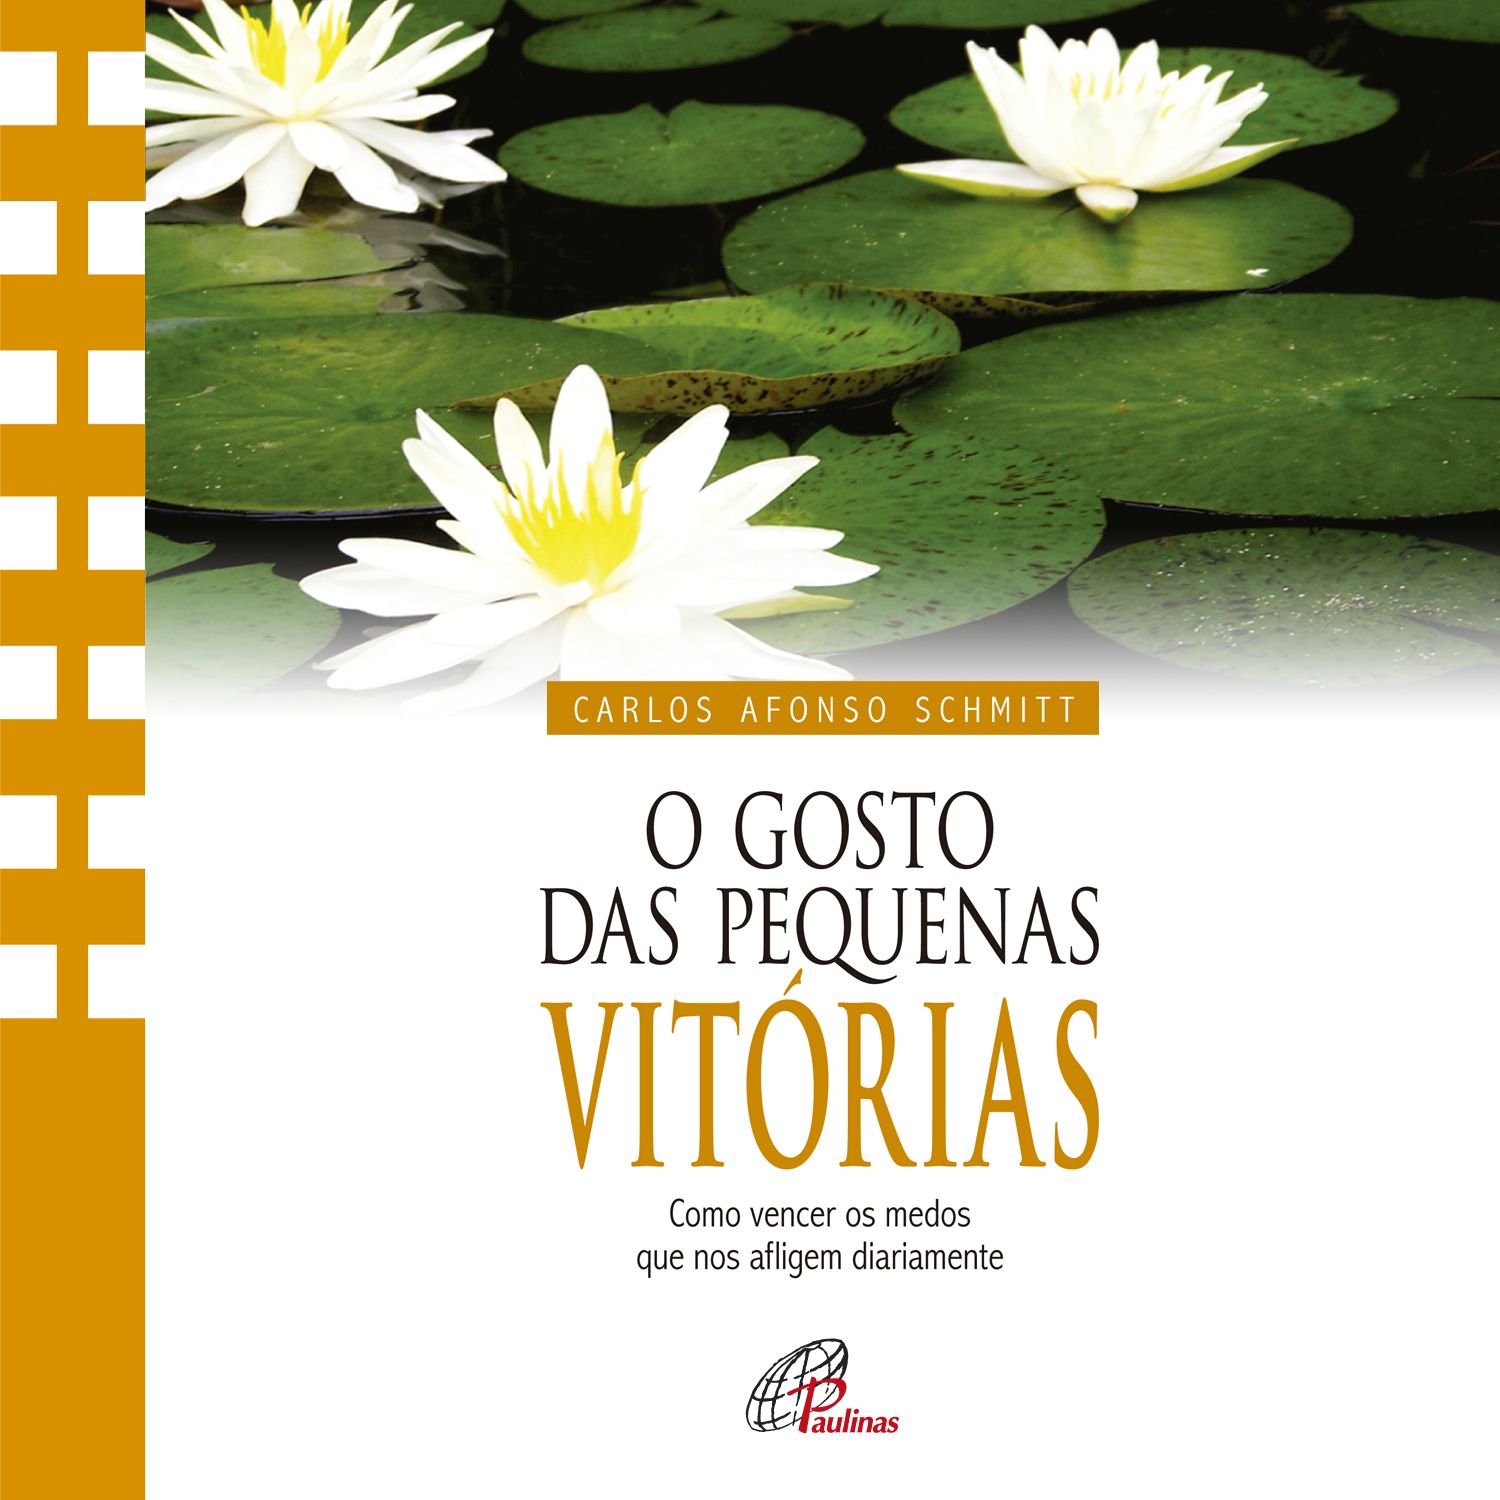 CARLOS AFONSO SCHMITT
O GOSTO
DAS PEQUENAS
VITÓRIAS
Como vencer os medos
que nos afligem diariamente
Paulinas